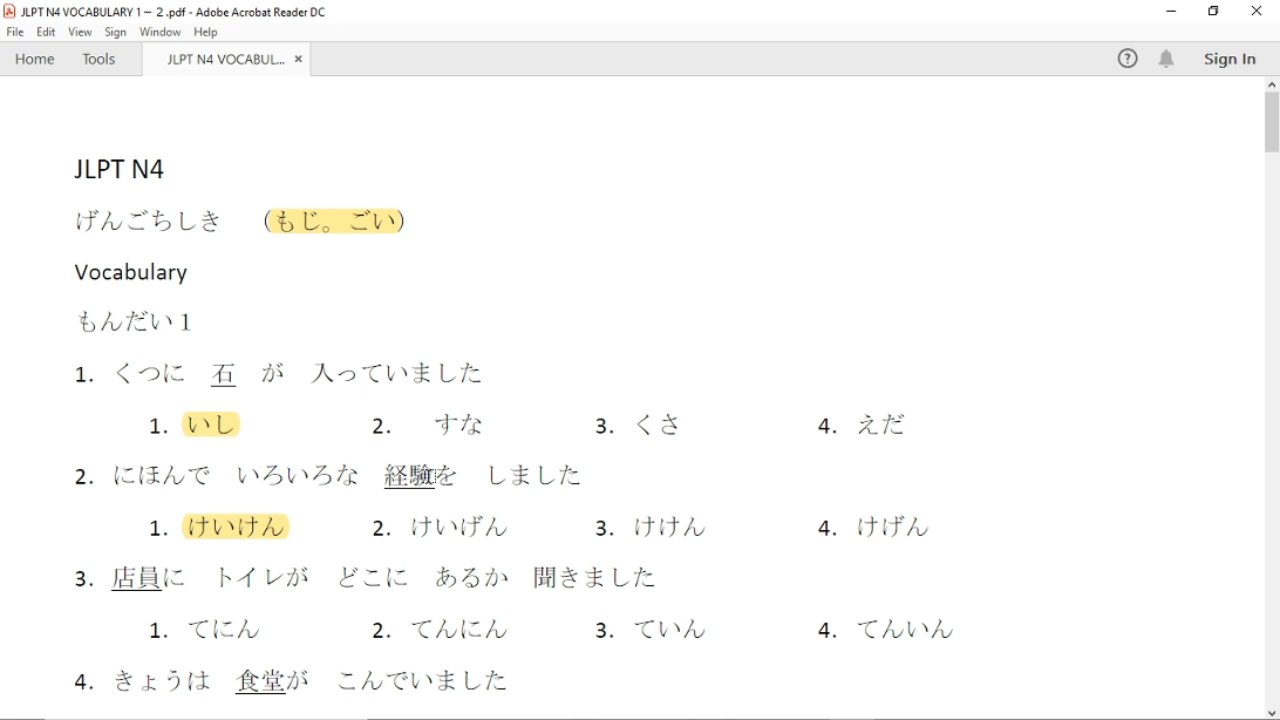 JLPT N4 VOCABULARY 1 – 2 .pdf - Adobe Acrobat Reader DC
File Edit View Sign Window Help
Home Tools JLPT N4 VOCABUL... × ? Sign In
JLPT N4
げんごちしき （もじ。ごい）
Vocabulary
もんだい１
1. くつに 石 が 入っていました
1. いし 2. すな 3. くさ 4. えだ
2. にほんで いろいろな 経験を しました
1. けいけん 2. けいげん 3. けけん 4. けげん
3. 店員に トイレが どこに あるか 聞きました
1. てにん 2. てんにん 3. ていん 4. てんいん
4. きょうは 食堂が こんでいました